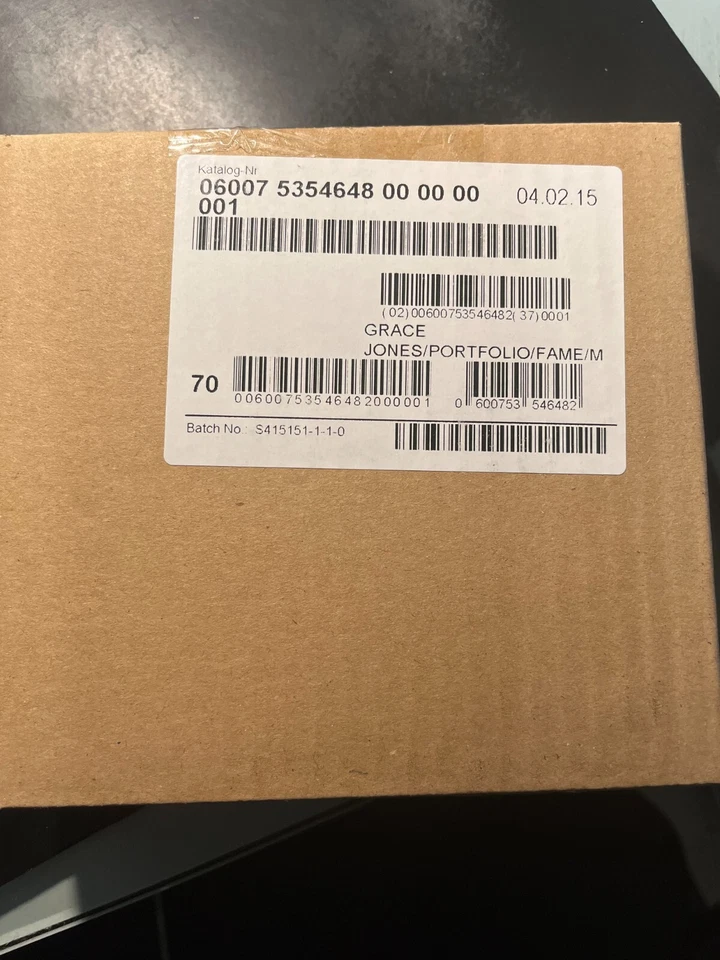 Katalog-Nr
06007 5354648 00 00 00 04.02.15
001
(02)00600753546482(37)0001
GRACE
JONES/PORTFOLIO/FAME/M
70
00600753546482000001 0 600753 546482
Batch No.: S415151-1-1-0